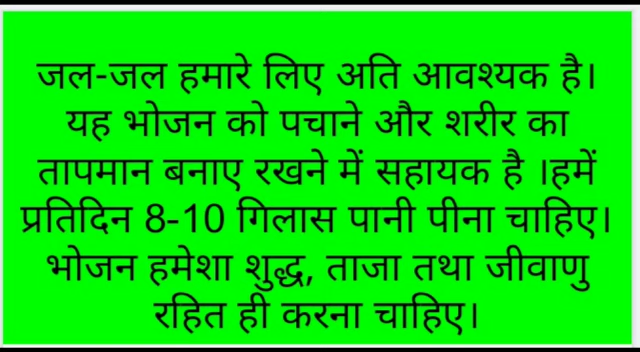 जल-जल हमारे लिए अति आवश्यक है।
यह भोजन को पचाने और शरीर का
तापमान बनाए रखने में सहायक है ।हमें
प्रतिदिन 8-10 गिलास पानी पीना चाहिए।
भोजन हमेशा शुद्ध, ताजा तथा जीवाणु
रहित ही करना चाहिए।